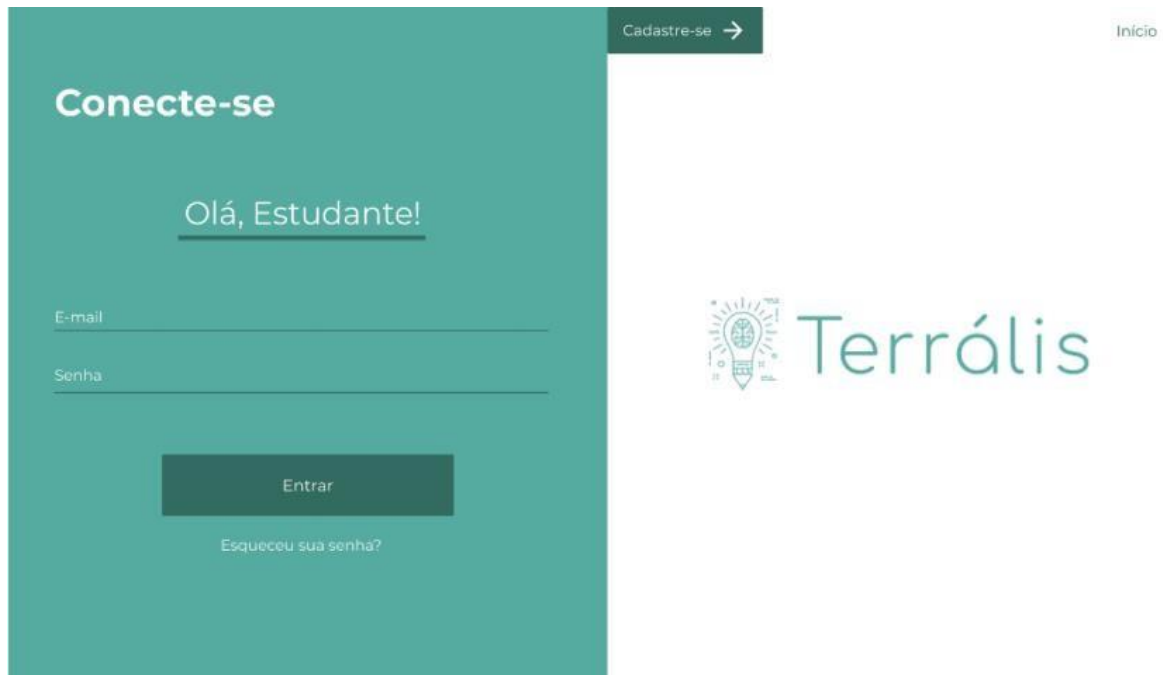 Conecte-se
Olá, Estudante!
E-mail
Senha
Entrar
Esqueceu sua senha?
Cadastre-se →
Início
Terrális